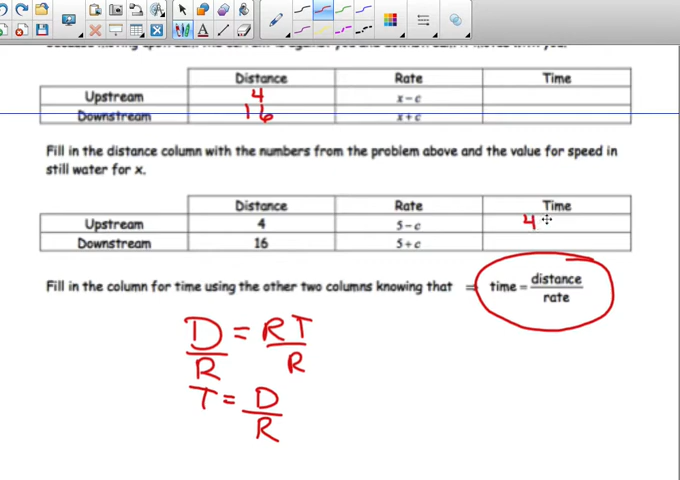 Distance Rate Time
Upstream 4 x - c
Downstream 16 x + c
Fill in the distance column with the numbers from the problem above and the value for speed in
still water for x.
Distance Rate Time
Upstream 4 5 - c 4
Downstream 16 5 + c
Fill in the column for time using the other two columns knowing that ⇒ time = distance/rate
D/R = RT/R
T = D/R